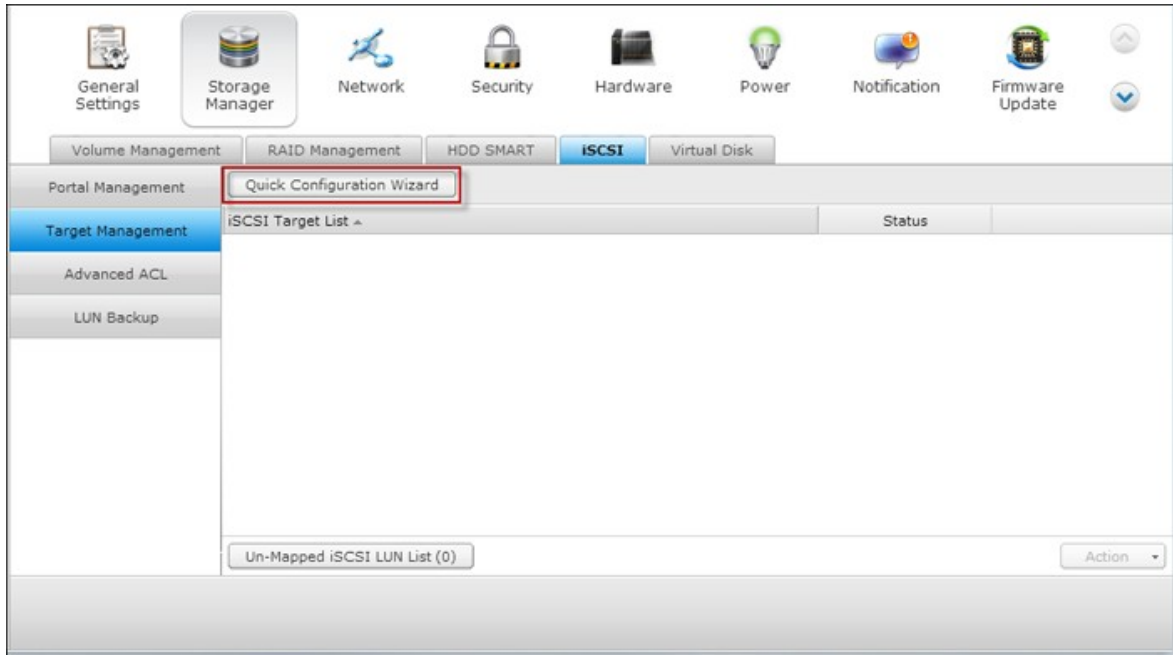 General
Settings
Storage
Manager
Network
Security
Hardware
Power
Notification
Firmware
Update
Volume Management
RAID Management
HDD SMART
iSCSI
Virtual Disk
Portal Management
Quick Configuration Wizard
Target Management
iSCSI Target List
Status
Advanced ACL
LUN Backup
Un-Mapped iSCSI LUN List (0)
Action